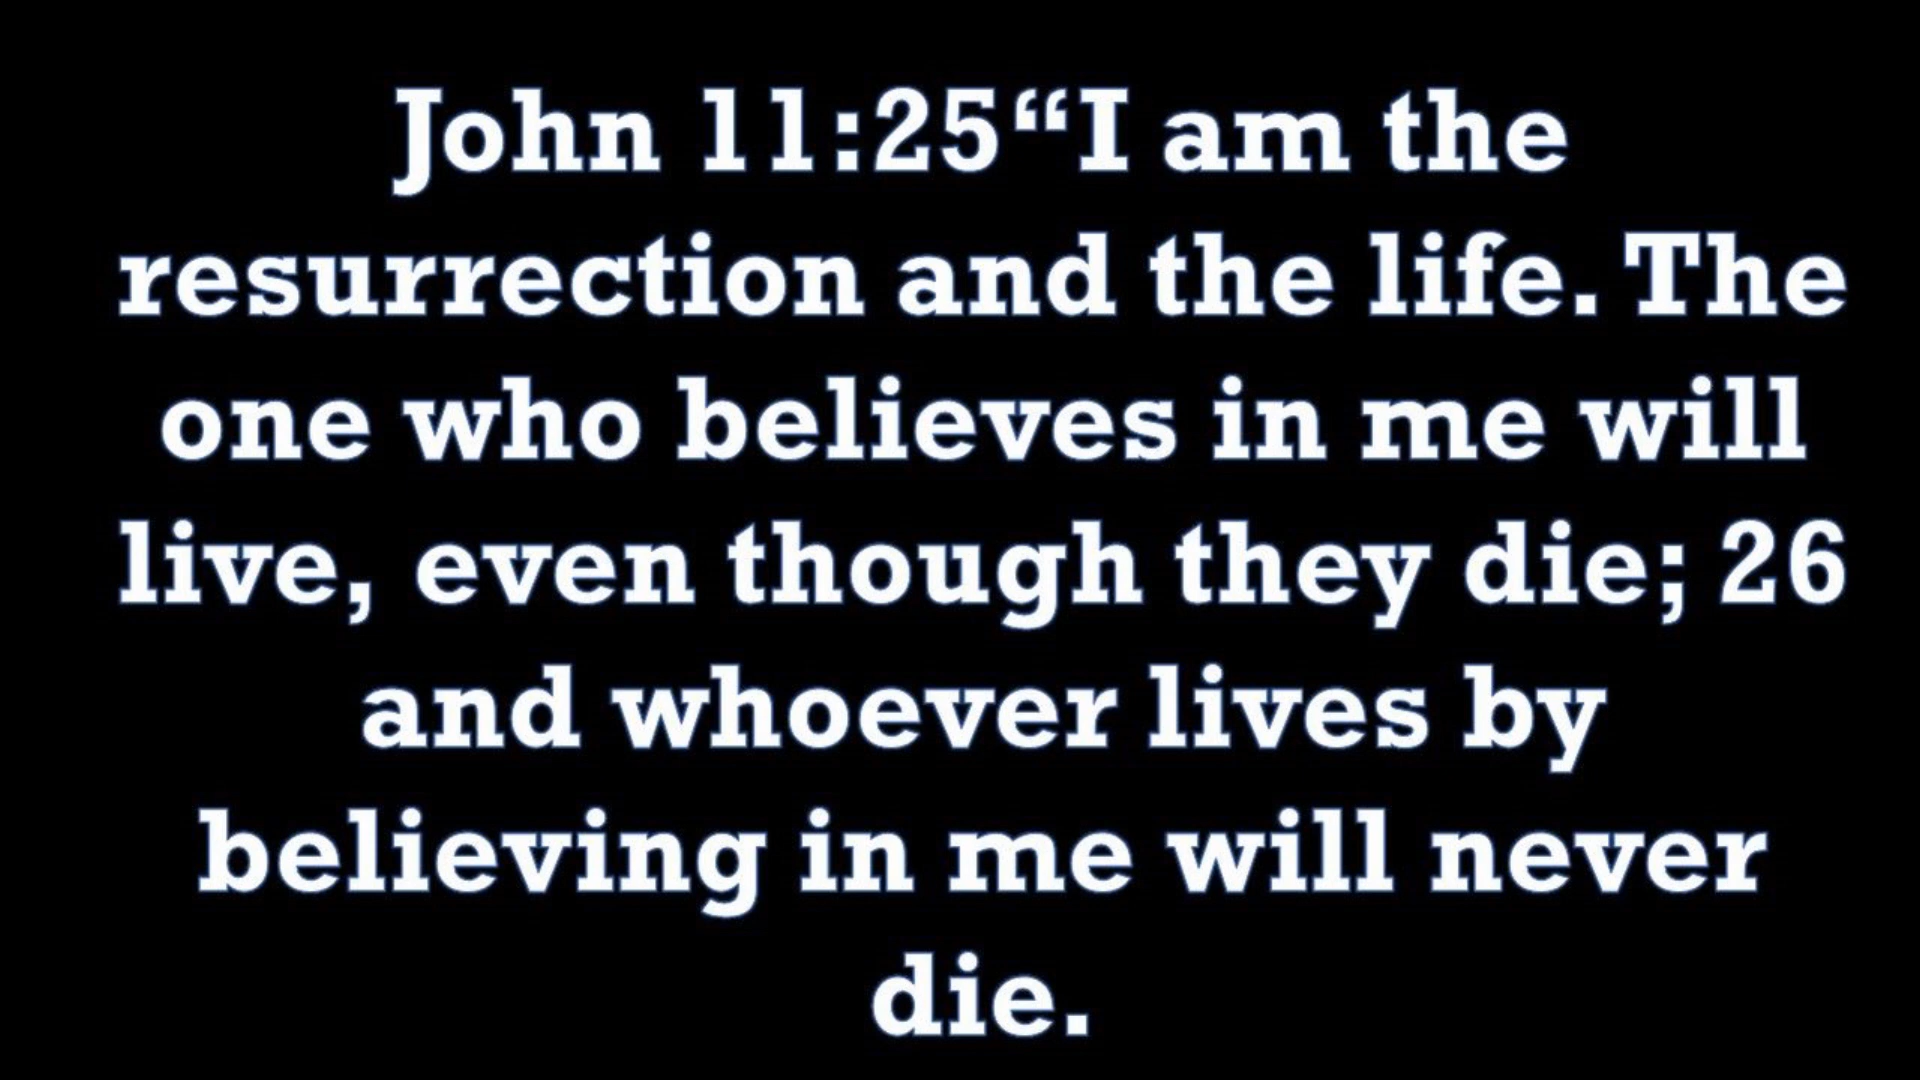 John 11:25“I am the
resurrection and the life. The
one who believes in me will
live, even though they die; 26
and whoever lives by
believing in me will never
die.